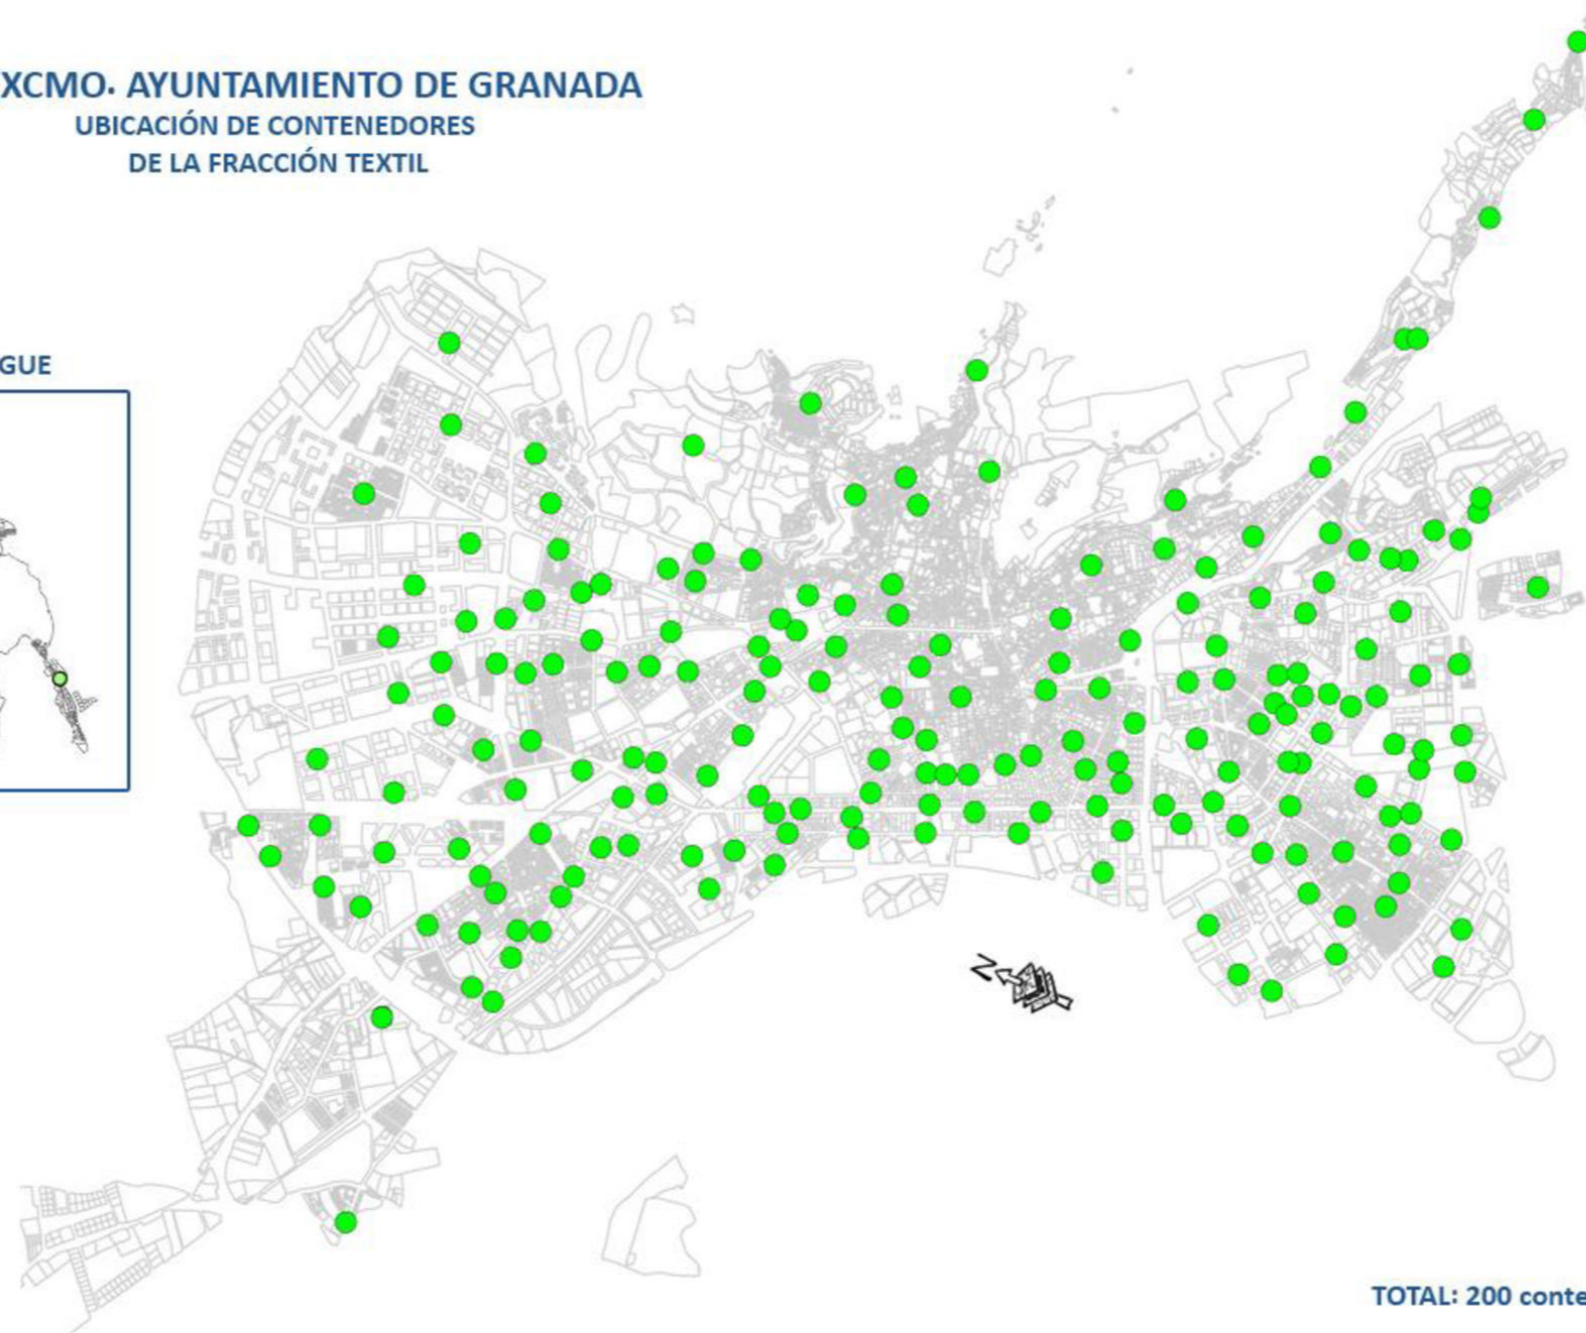 XCMO. AYUNTAMIENTO DE GRANADA
UBICACIÓN DE CONTENEDORES
DE LA FRACCIÓN TEXTIL
GUE
N
TOTAL: 200 conte